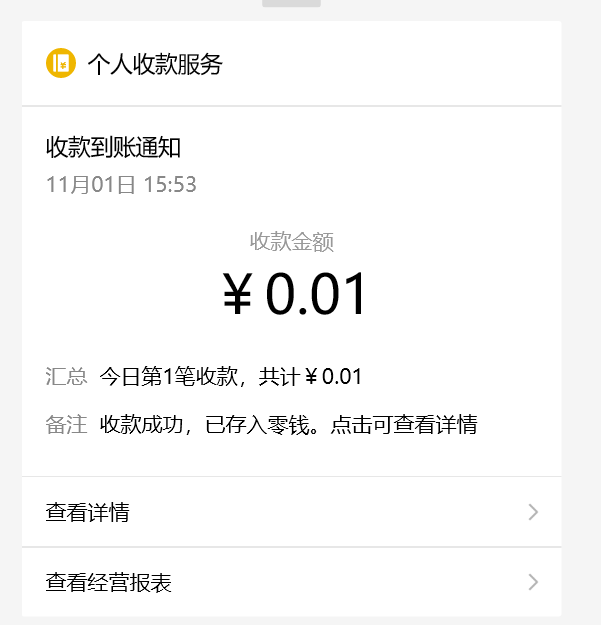 个人收款服务
收款到账通知
11月01日 15:53
收款金额
￥0.01
汇总 今日第1笔收款，共计￥0.01
备注 收款成功，已存入零钱。点击可查看详情
查看详情
查看经营报表